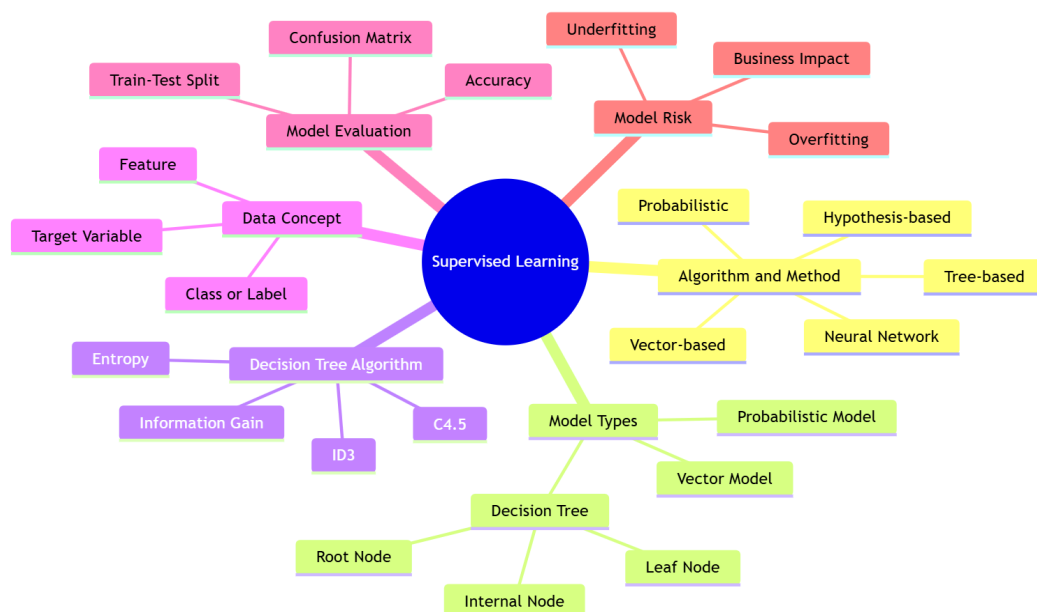 Underfitting
Confusion Matrix
Business Impact
Train-Test Split
Accuracy
Model Evaluation
Model Risk
Overfitting
Feature
Probabilistic
Hypothesis-based
Data Concept
Target Variable
Supervised Learning
Algorithm and Method
Tree-based
Class or Label
Vector-based
Neural Network
Entropy
Decision Tree Algorithm
Information Gain
C4.5
Model Types
Probabilistic Model
ID3
Vector Model
Decision Tree
Root Node
Leaf Node
Internal Node